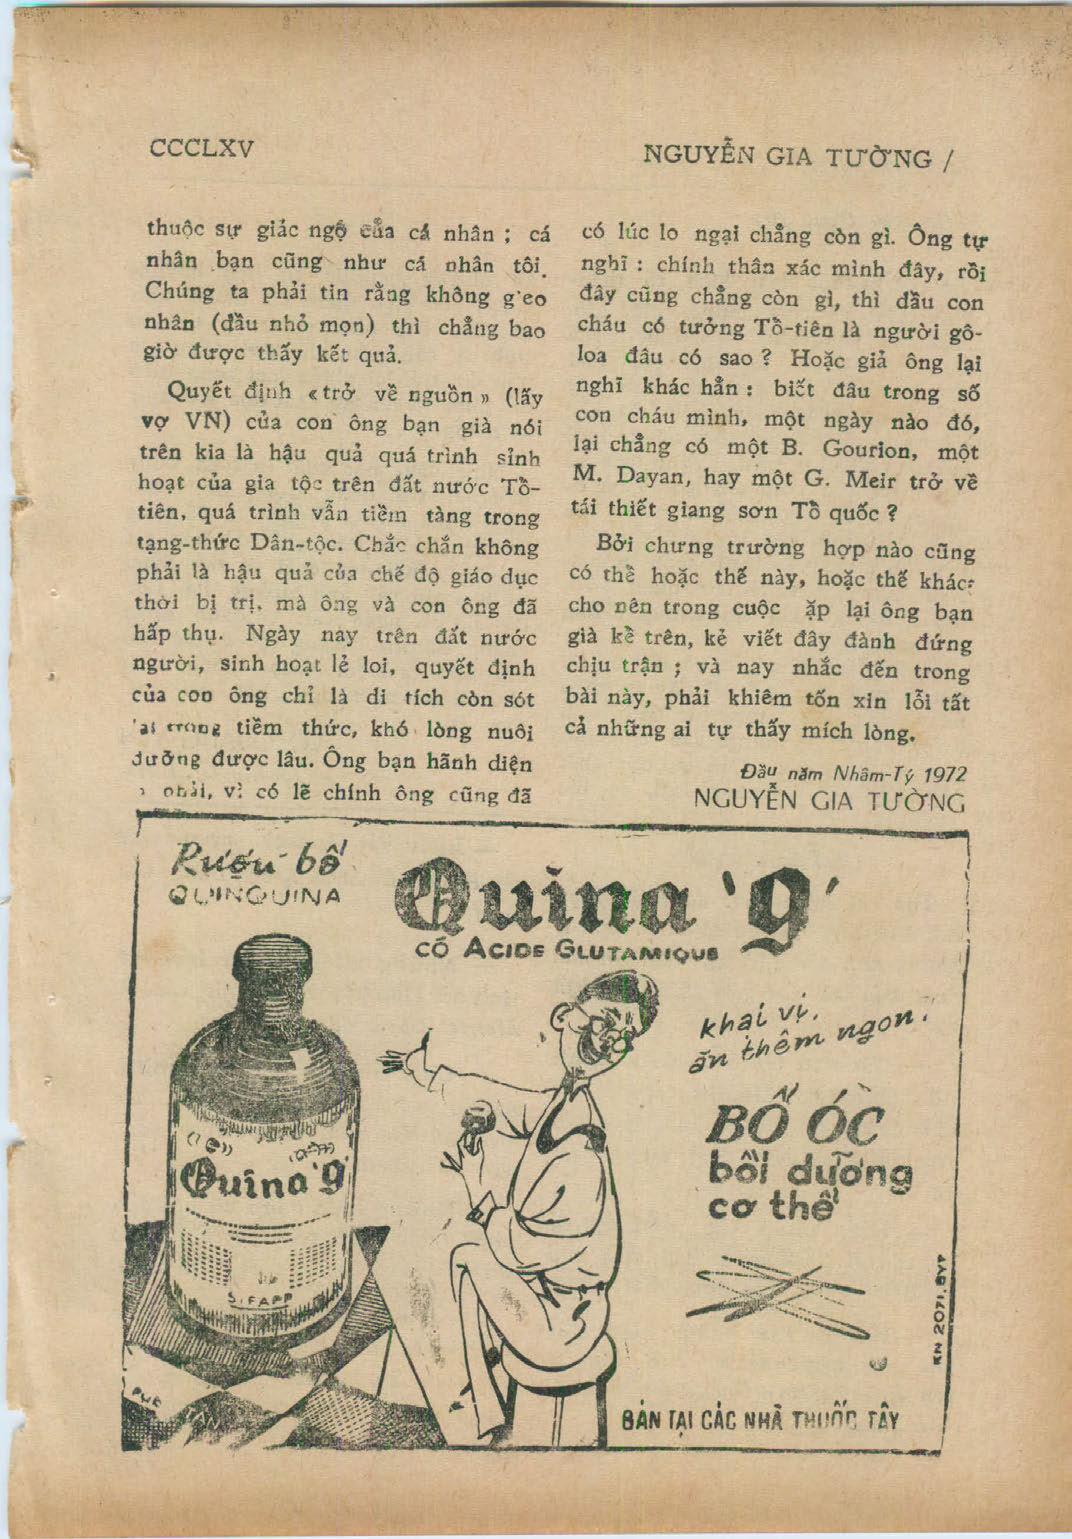 CCCLXV
NGUYỄN GIA TƯỜNG /
thuộc sự giác ngộ của cá nhân ; cá
nhân bạn cũng như cá nhân tôi.
Chúng ta phải tin rằng không gieo
nhân (dầu nhỏ mọn) thì chẳng bao
giờ được thấy kết quả.
Quyết định «trở về nguồn» (lấy
vợ VN) của con ông bạn già nói
trên kia là hậu quả quá trình sinh
hoạt của gia tộc trên đất nước Tổ-
tiên, quá trình vẫn tiềm tàng trong
tạng-thức Dân-tộc. Chắc chắn không
phải là hậu quả của chế độ giáo dục
thời bị trị, mà ông và con ông đã
hấp thụ. Ngày nay trên đất nước
người, sinh hoạt lẻ loi, quyết định
của con ông chỉ là di tích còn sót
lại trong tiềm thức, khó lòng nuôi
dưỡng được lâu. Ông bạn hãnh diện
phải, vì có lẽ chính ông cũng đã
có lúc lo ngại chẳng còn gì. Ông tự
nghĩ : chính thân xác mình đây, rồi
đây cũng chẳng còn gì, thì dầu con
cháu có tưởng Tổ-tiên là người gô-
loa đâu có sao ? Hoặc giả ông lại
nghĩ khác hẳn : biết đâu trong số
con cháu mình, một ngày nào đó,
lại chẳng có một B. Gourion, một
M. Dayan, hay một G. Meir trở về
tái thiết giang sơn Tổ quốc ?
Bởi chưng trường hợp nào cũng
có thể hoặc thế này, hoặc thế khác:
cho nên trong cuộc ặp lại ông bạn
già kể trên, kẻ viết đây đành đứng
chịu trận ; và nay nhắc đến trong
bài này, phải khiêm tốn xin lỗi tất
cả những ai tự thấy mích lòng.
Đầu năm Nhâm-Tý 1972
NGUYỄN GIA TƯỜNG
Rượu bổ
QUINQUINA
Quina '9'
CÓ ACIDE GLUTAMIQUE
khai vị,
ăn thêm ngon.
BỔ ÓC
bồi dưỡng
cơ thể
Quina '9'
S.I.FAPP
KN 2071, BYT
BÁN TẠI CÁC NHÀ THUỐC TÂY